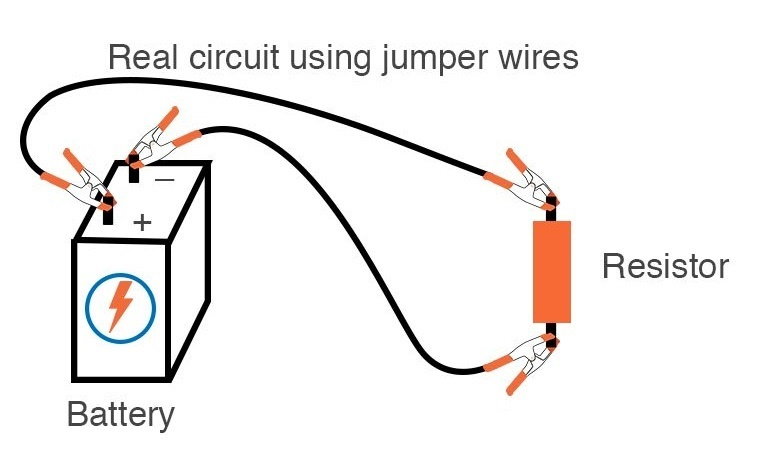 Real circuit using jumper wires
−
+
Resistor
Battery